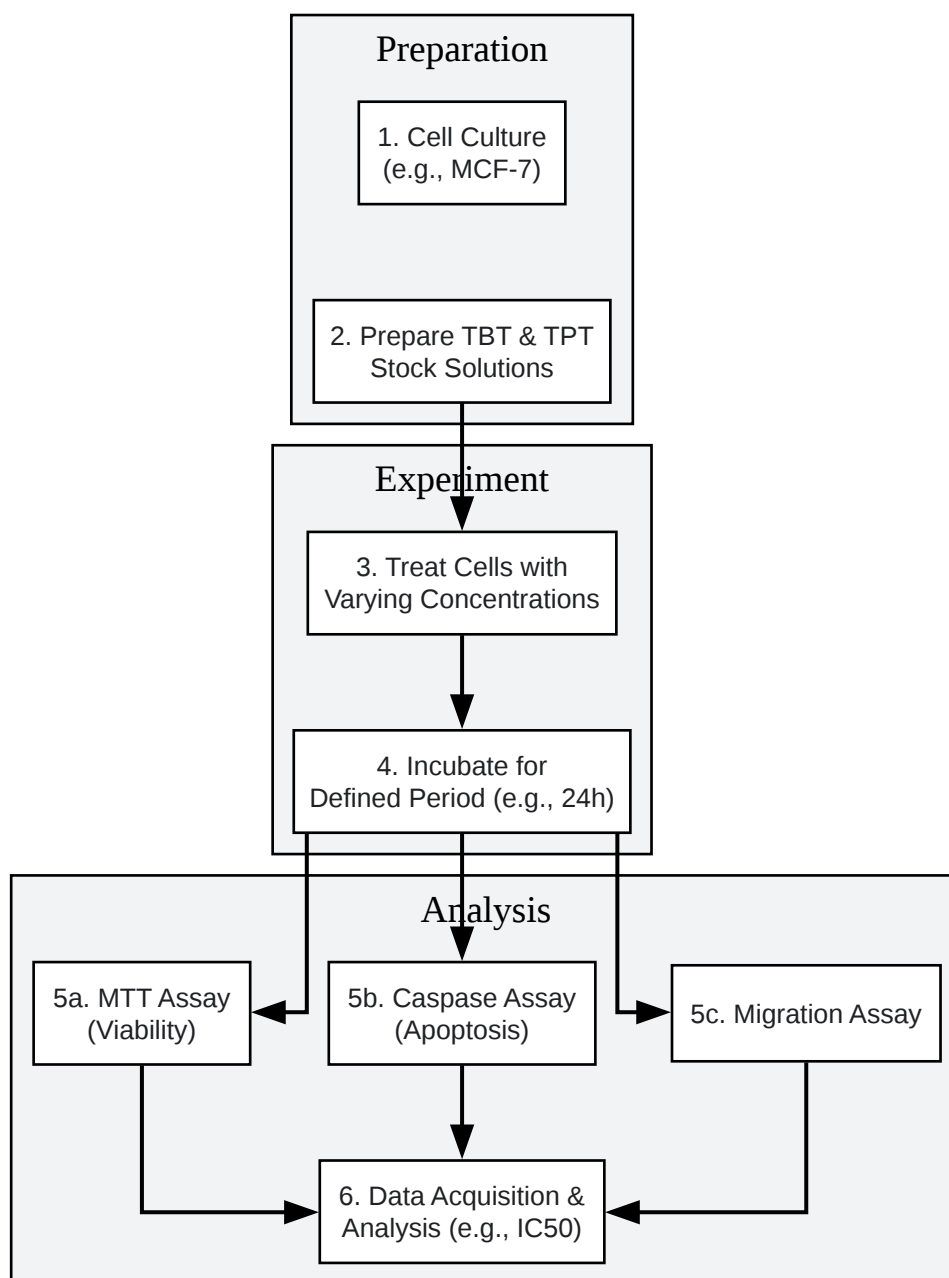 Preparation
1. Cell Culture
(e.g., MCF-7)
2. Prepare TBT & TPT
Stock Solutions
Experiment
3. Treat Cells with
Varying Concentrations
4. Incubate for
Defined Period (e.g., 24h)
Analysis
5a. MTT Assay
(Viability)
5b. Caspase Assay
(Apoptosis)
5c. Migration Assay
6. Data Acquisition &
Analysis (e.g., IC50)